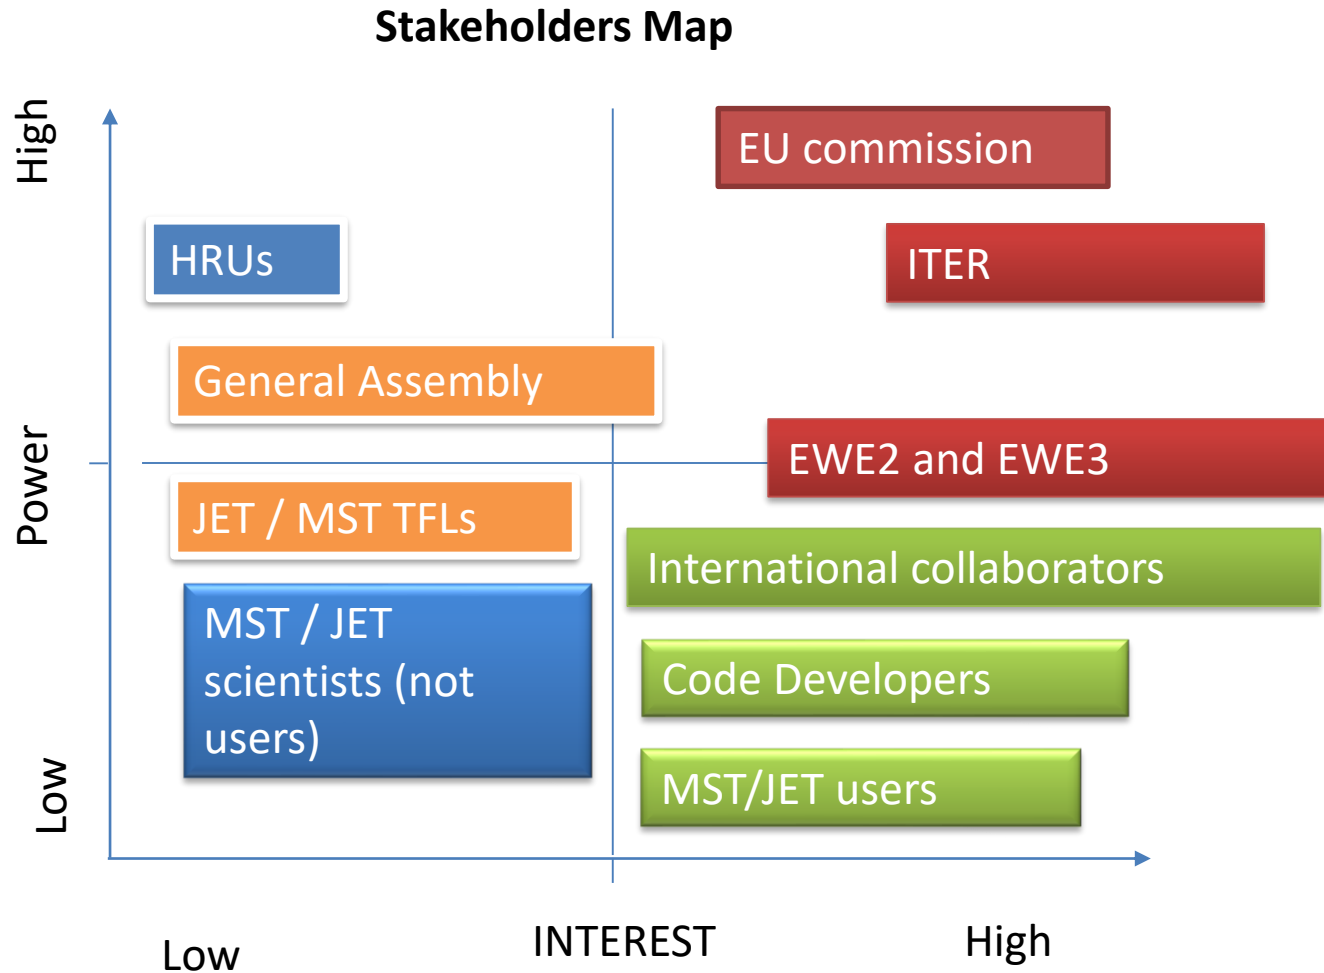 Stakeholders Map
High
EU commission
HRUs
ITER
General Assembly
Power
EWE2 and EWE3
JET / MST TFLs
International collaborators
MST / JET
scientists (not
users)
Code Developers
Low
MST/JET users
Low
INTEREST
High